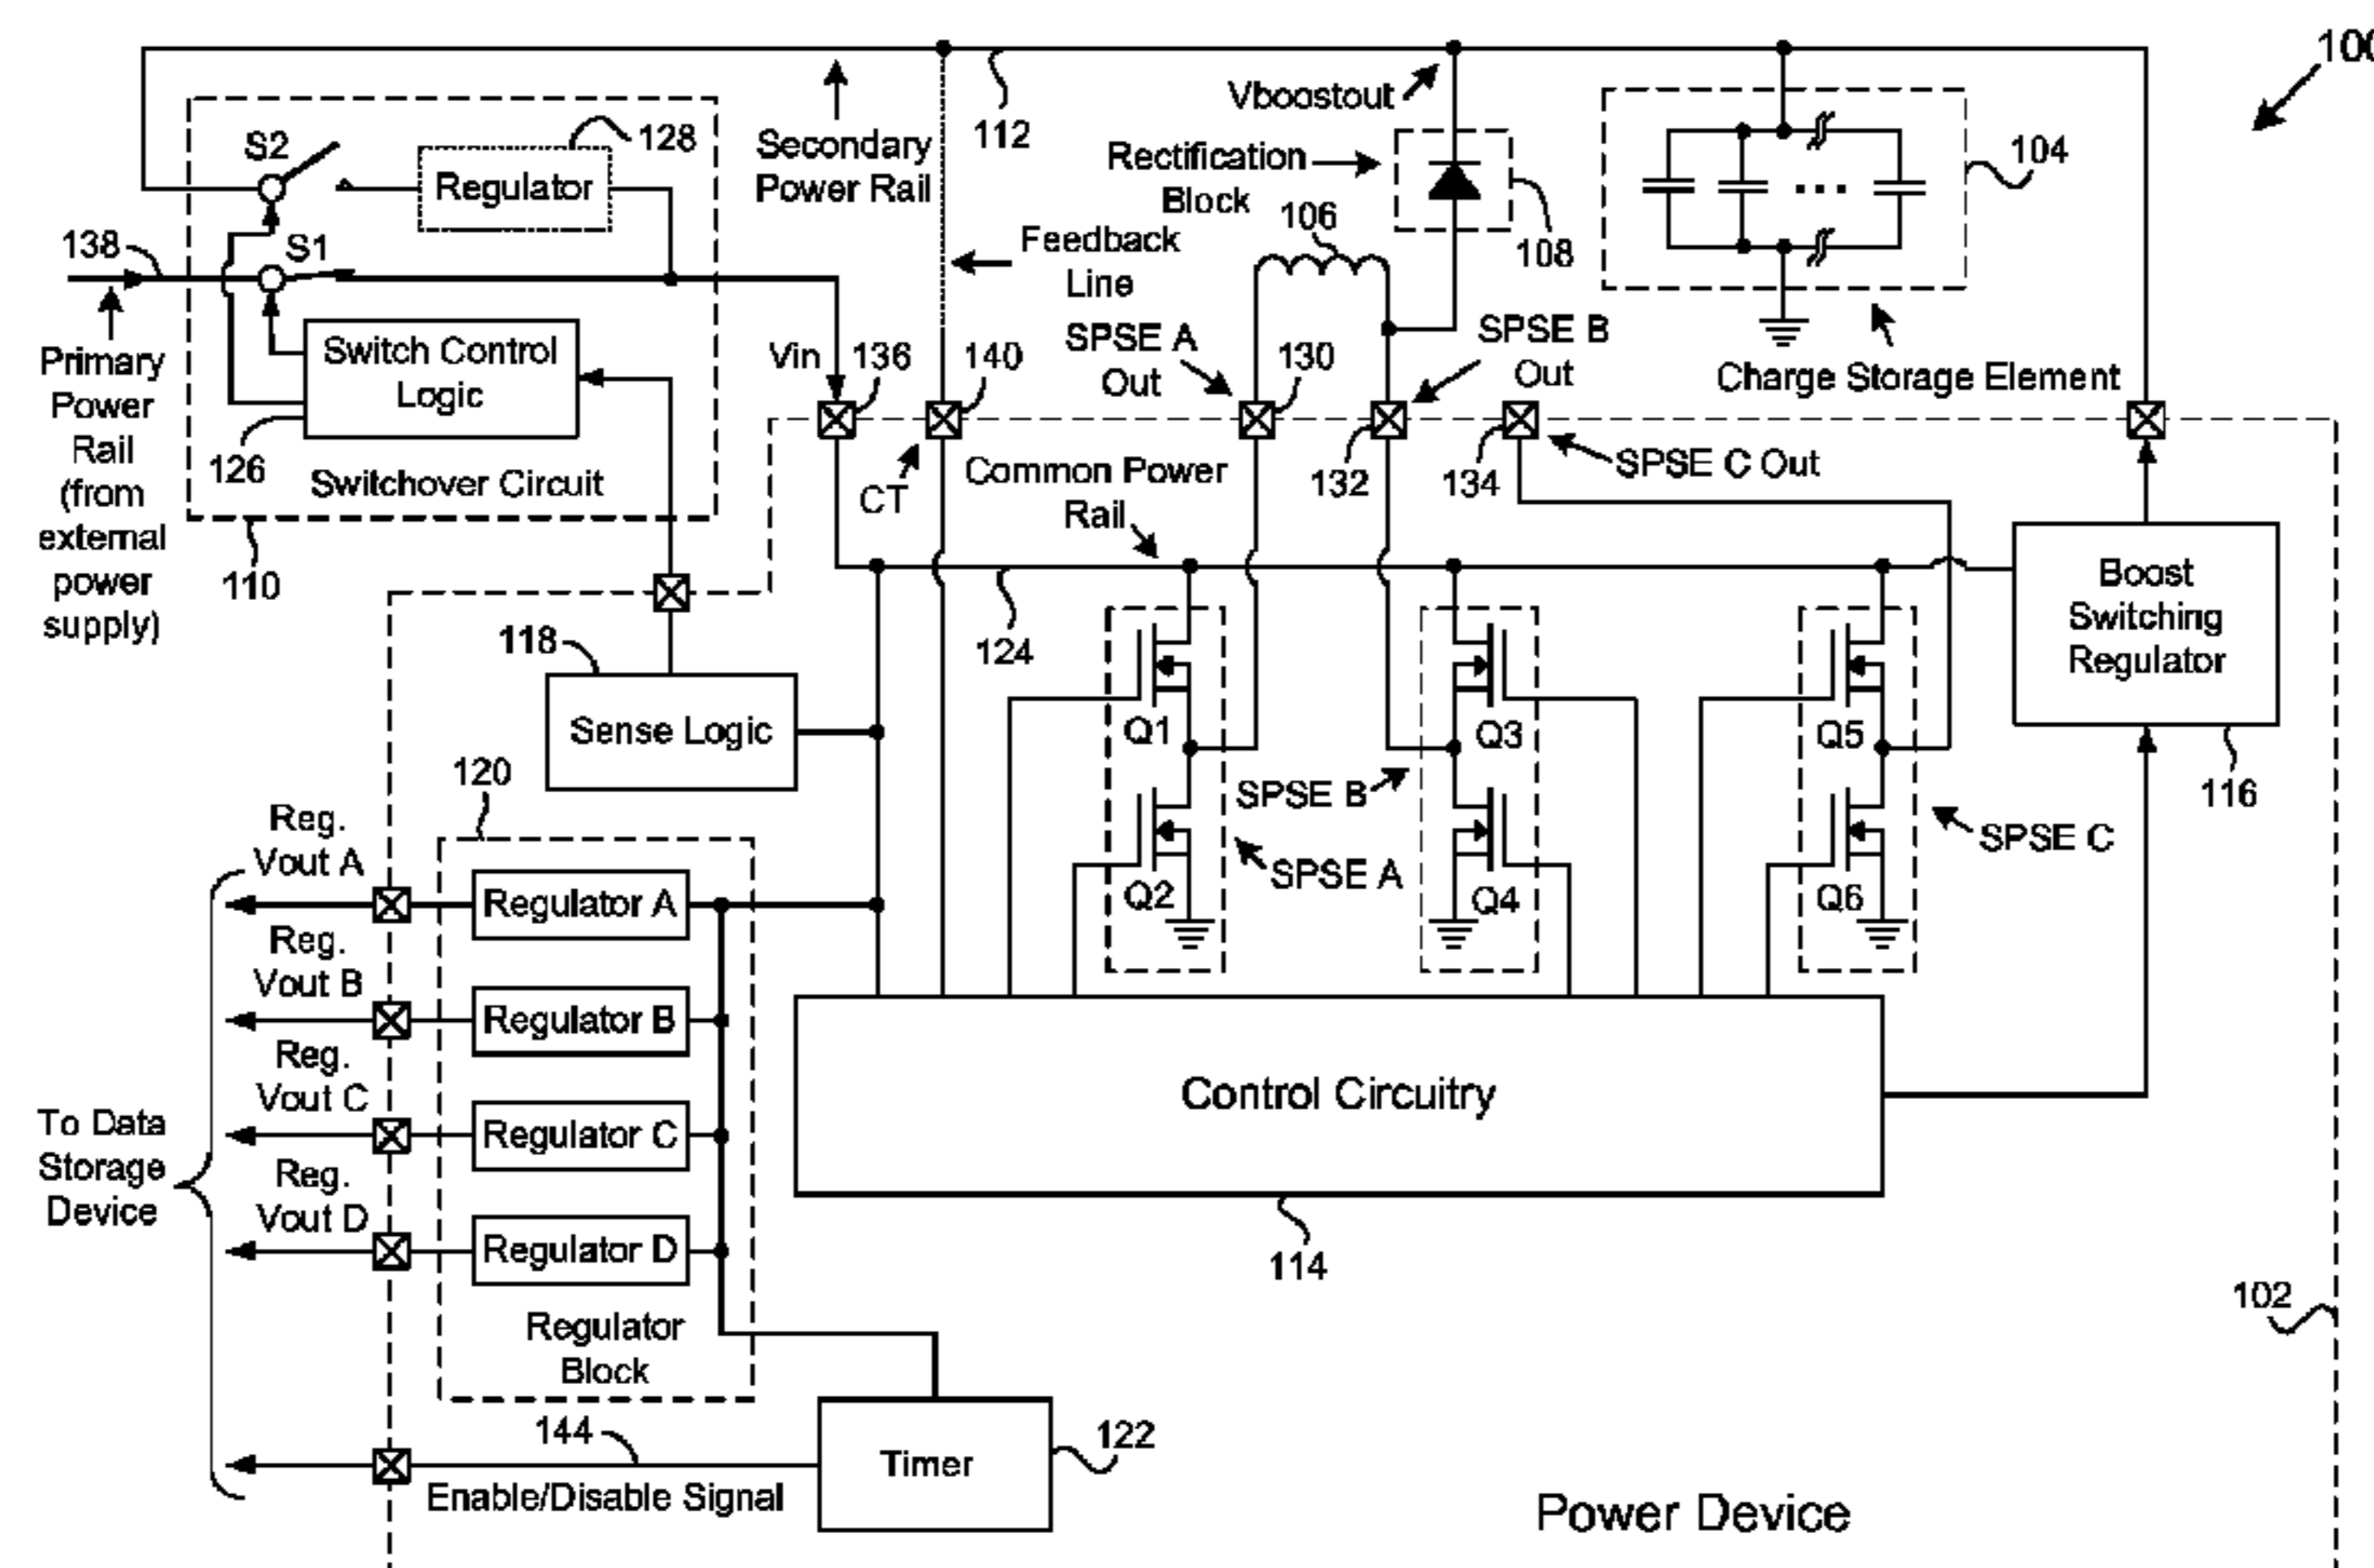 100
Vboostout
S2
128
Secondary
Power Rail
112
Rectification
Block
104
Regulator
106
138
S1
Feedback
Line
108
Primary
Power
Rail
(from
external
power
supply)
Switch Control
Logic
Vin
136
140
SPSE A
Out
130
SPSE B
Out
Charge Storage Element
126
Switchover Circuit
CT
Common Power
Rail
132
134
SPSE C Out
110
124
Boost
Switching
Regulator
118
Sense Logic
Q1
Q3
Q5
120
SPSE B
116
Reg.
Vout A
SPSE C
SPSE A
Regulator A
Q2
Q4
Q6
Reg.
Vout B
Regulator B
Reg.
Vout C
Control Circuitry
To Data
Storage
Device
Regulator C
Reg.
Vout D
Regulator D
114
102
Regulator
Block
144
Timer
122
Enable/Disable Signal
Power Device